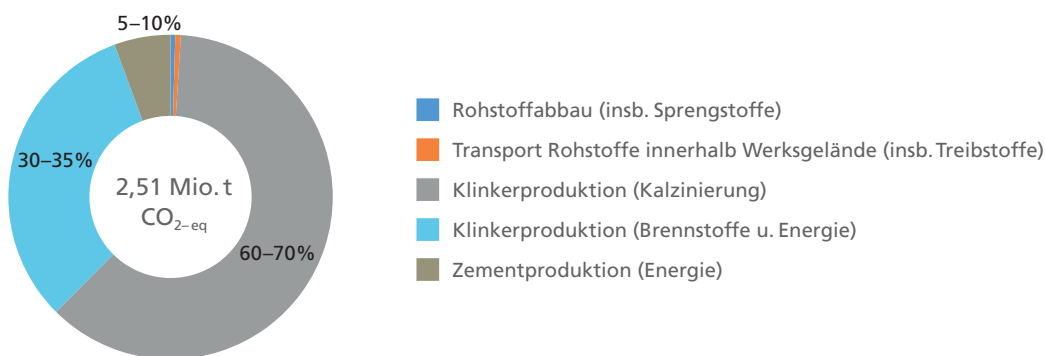 5–10%
30–35%
2,51 Mio. t
CO2–eq
60–70%
Rohstoffabbau (insb. Sprengstoffe)
Transport Rohstoffe innerhalb Werksgelände (insb. Treibstoffe)
Klinkerproduktion (Kalzinierung)
Klinkerproduktion (Brennstoffe u. Energie)
Zementproduktion (Energie)